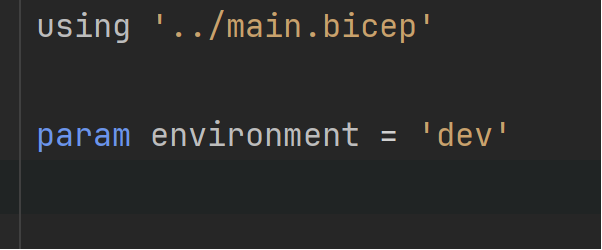 using '../main.bicep'
param environment = 'dev'